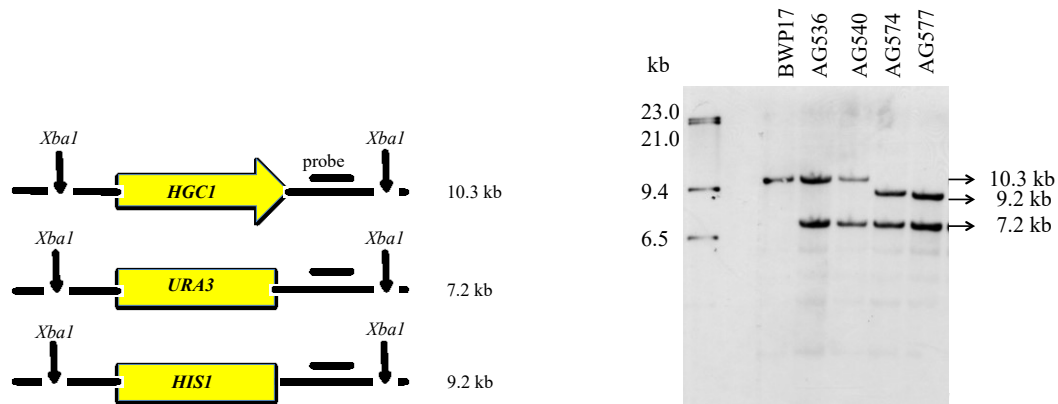 Xba1 Xba1
probe
HGC1
10.3 kb
Xba1 Xba1
URA3
7.2 kb
Xba1 Xba1
HIS1
9.2 kb
BWP17
AG536
AG540
AG574
AG577
kb
23.0
21.0
9.4
6.5
10.3 kb
9.2 kb
7.2 kb